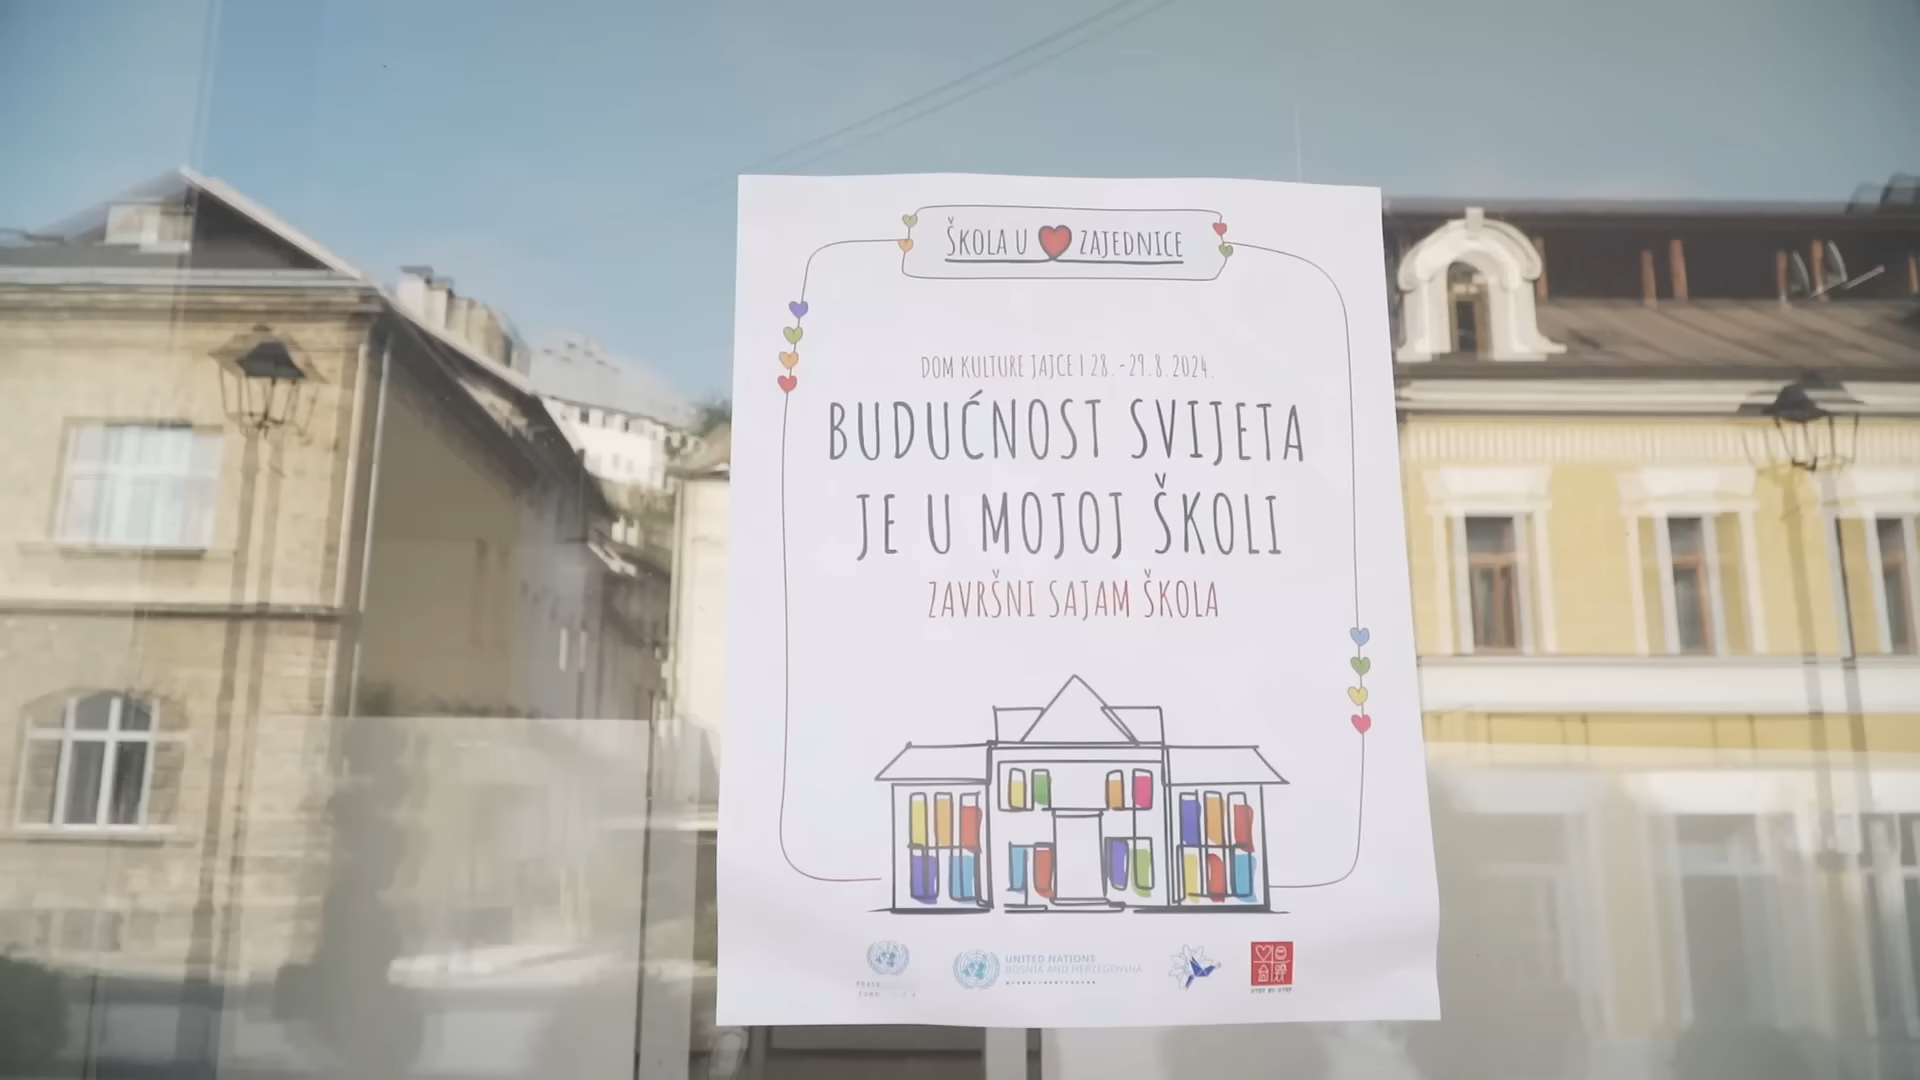 ŠKOLA U ZAJEDNICE
DOM KULTURE JAJCE | 28.-29.8.2024.
BUDUĆNOST SVIJETA
JE U MOJOJ ŠKOLI
ZAVRŠNI SAJAM ŠKOLA
UNITED NATIONS
BOSNIA AND HERZEGOVINA
STEP BY STEP